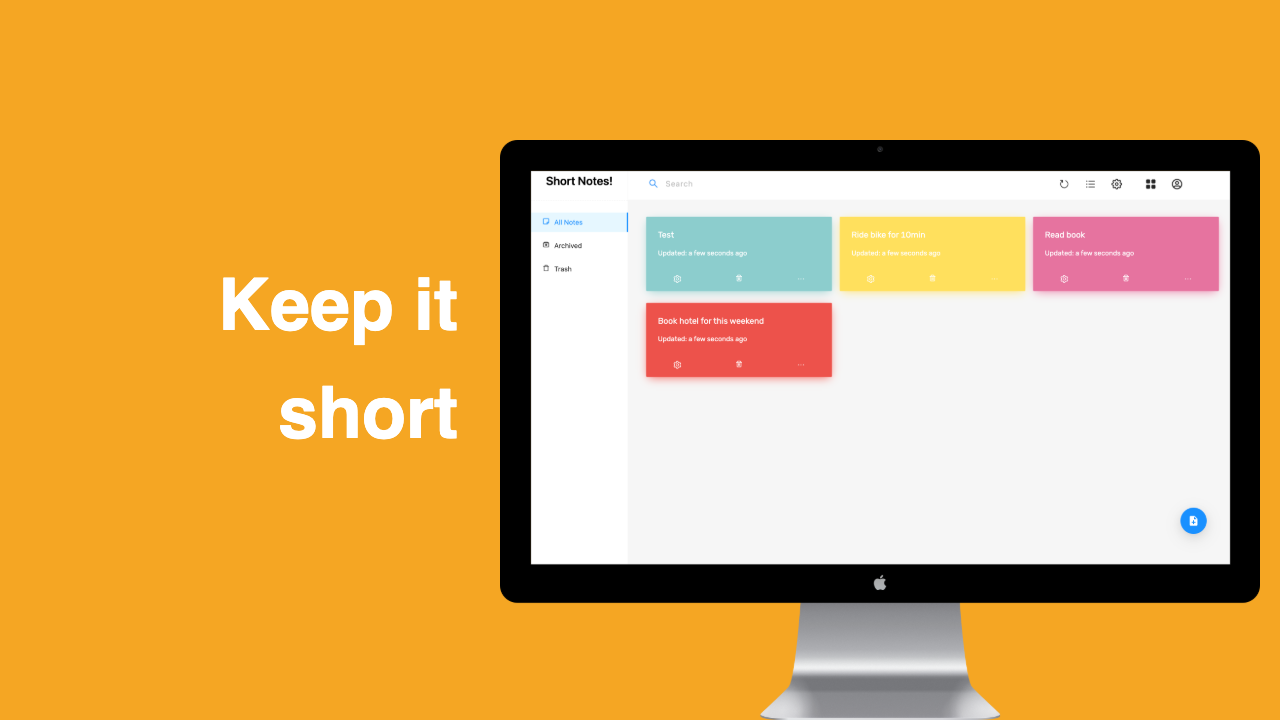 Keep it
short
Short Notes!
Search
All Notes
Archived
Trash
Test
Updated: a few seconds ago
Ride bike for 10min
Updated: a few seconds ago
Read book
Updated: a few seconds ago
Book hotel for this weekend
Updated: a few seconds ago